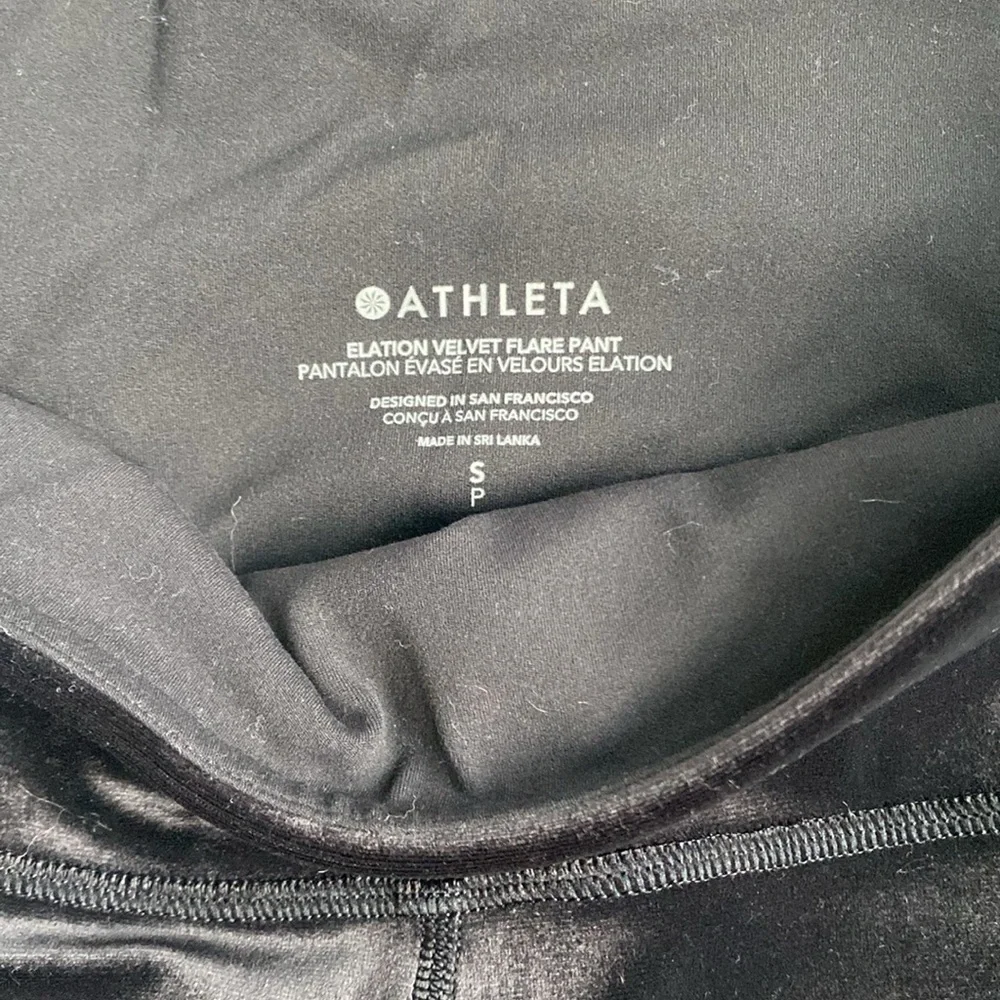 ATHLETA
ELATION VELVET FLARE PANT
PANTALON ÉVASÉ EN VELOURS ELATION
DESIGNED IN SAN FRANCISCO
CONÇU À SAN FRANCISCO
MADE IN SRI LANKA
S
P